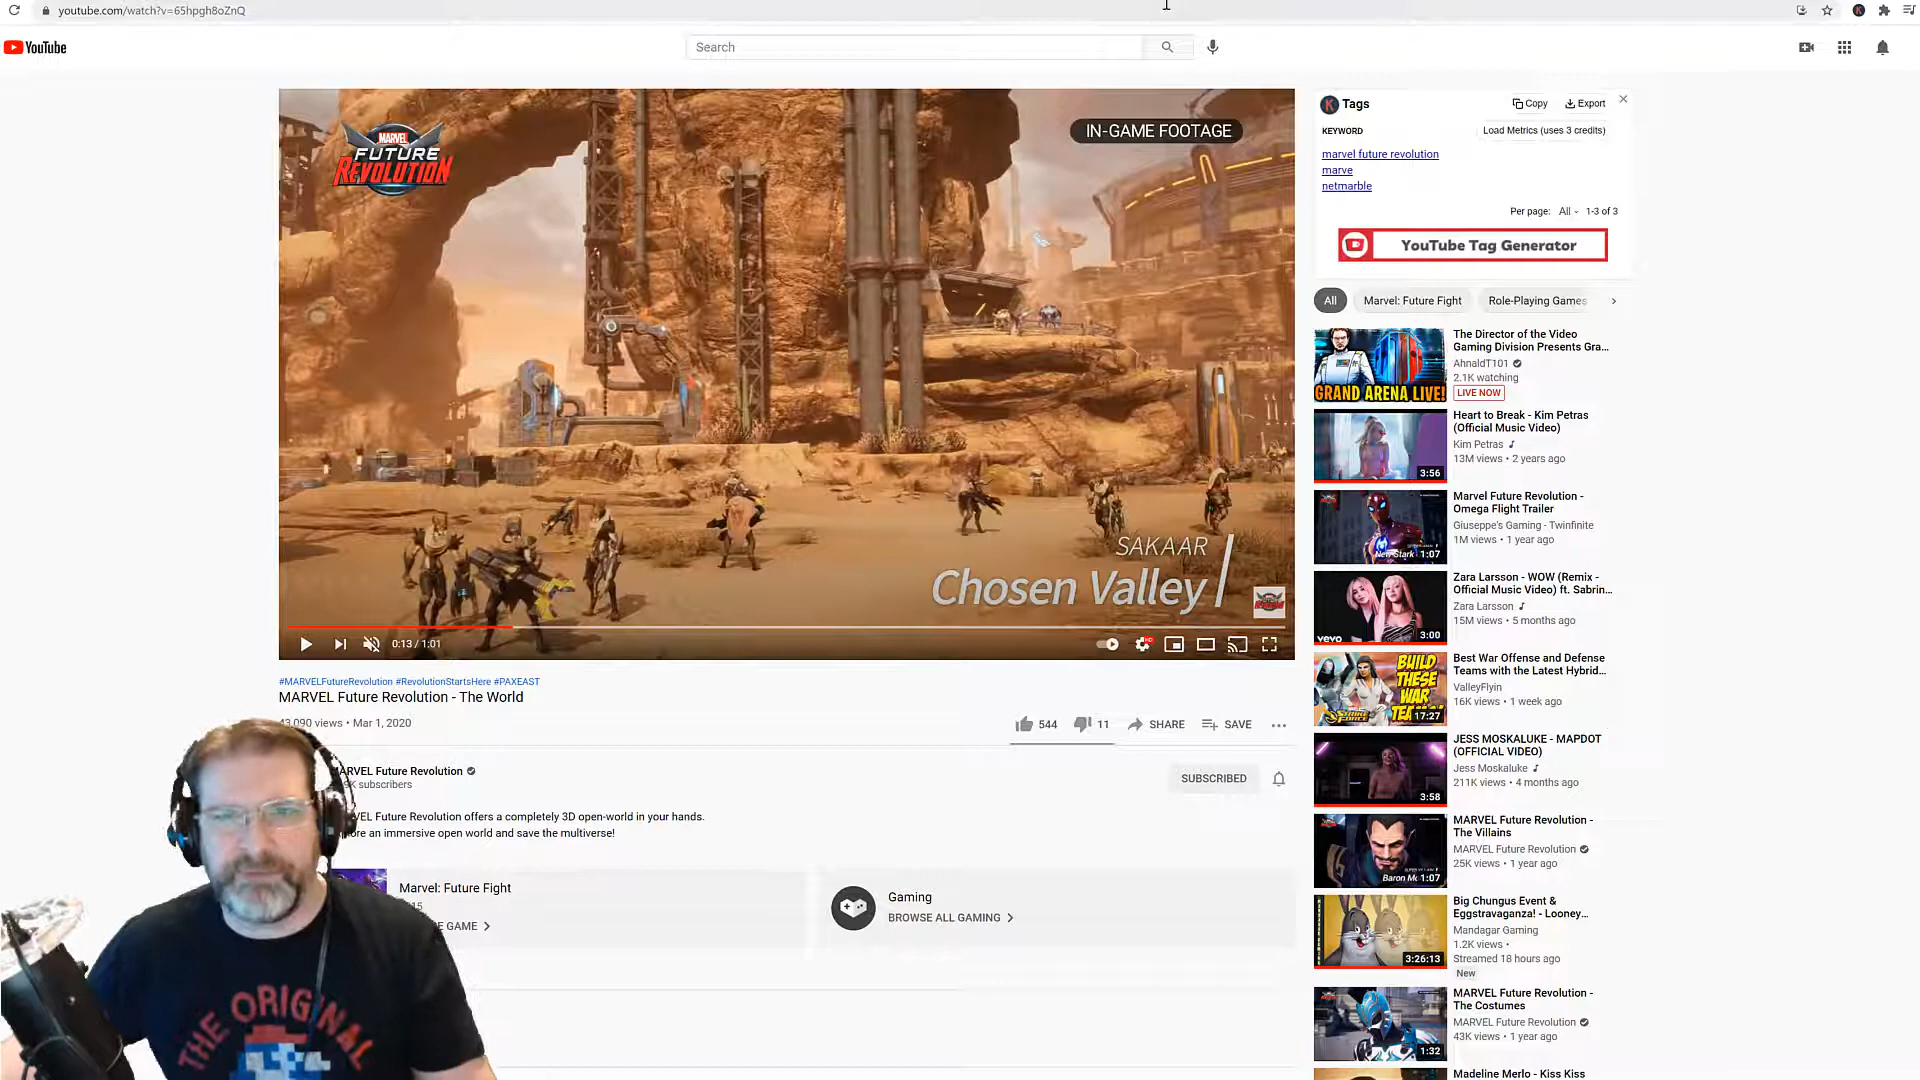 youtube.com/watch?v=65hpgh8oZnQ
YouTube
Search
MARVEL
FUTURE
REVOLUTION
IN-GAME FOOTAGE
SAKAAR
Chosen Valley
0:13 / 1:01
#MARVELFutureRevolution #RevolutionStartsHere #PAXEAST
MARVEL Future Revolution - The World
43,090 views • Mar 1, 2020
544
11
SHARE
SAVE
MARVEL Future Revolution
K subscribers
SUBSCRIBED
VEL Future Revolution offers a completely 3D open-world in your hands.
ore an immersive open world and save the multiverse!
Marvel: Future Fight
15
E GAME
Gaming
BROWSE ALL GAMING
THE ORIGINAL
Tags
Copy
Export
KEYWORD
Load Metrics (uses 3 credits)
marvel future revolution
marve
netmarble
Per page: All 1-3 of 3
YouTube Tag Generator
All
Marvel: Future Fight
Role-Playing Games
GRAND ARENA LIVE!
The Director of the Video
Gaming Division Presents Gra...
AhnaldT101
2.1K watching
LIVE NOW
3:56
Heart to Break - Kim Petras
(Official Music Video)
Kim Petras
13M views • 2 years ago
New Stark 1:07
Marvel Future Revolution -
Omega Flight Trailer
Giuseppe's Gaming - Twinfinite
1M views • 1 year ago
vevo
3:00
Zara Larsson - WOW (Remix -
Official Music Video) ft. Sabrin...
Zara Larsson
15M views • 5 months ago
BUILD
THESE
WAR
TEA
STRIKE FORCE
17:27
Best War Offense and Defense
Teams with the Latest Hybrid...
ValleyFlyin
16K views • 1 week ago
3:58
JESS MOSKALUKE - MAPDOT
(OFFICIAL VIDEO)
Jess Moskaluke
211K views • 4 months ago
Baron Mo 1:07
MARVEL Future Revolution -
The Villains
MARVEL Future Revolution
25K views • 1 year ago
3:26:13
Big Chungus Event &
Eggstravaganza! - Looney...
Mandagar Gaming
1.2K views •
Streamed 18 hours ago
New
1:32
MARVEL Future Revolution -
The Costumes
MARVEL Future Revolution
43K views • 1 year ago
Madeline Merlo - Kiss Kiss